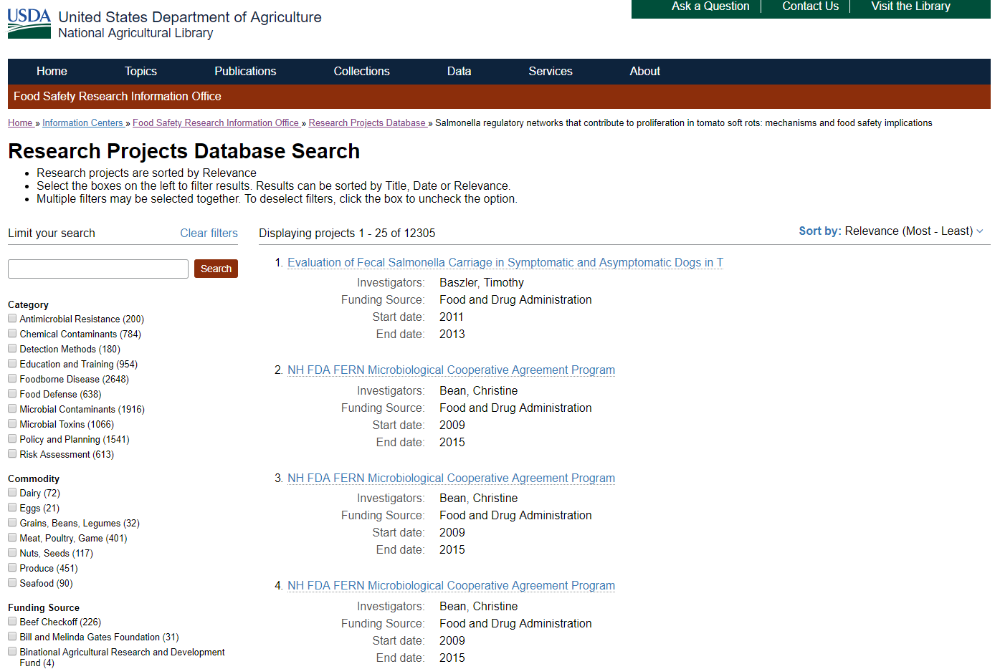 USDA United States Department of Agriculture
National Agricultural Library
Ask a Question Contact Us Visit the Library
Home Topics Publications Collections Data Services About
Food Safety Research Information Office
Home » Information Centers » Food Safety Research Information Office » Research Projects Database » Salmonella regulatory networks that contribute to proliferation in tomato soft rots: mechanisms and food safety implications
Research Projects Database Search
• Research projects are sorted by Relevance
• Select the boxes on the left to filter results. Results can be sorted by Title, Date or Relevance.
• Multiple filters may be selected together. To deselect filters, click the box to uncheck the option.
Limit your search Clear filters
Search
Category
Antimicrobial Resistance (200)
Chemical Contaminants (784)
Detection Methods (180)
Education and Training (954)
Foodborne Disease (2648)
Food Defense (638)
Microbial Contaminants (1916)
Microbial Toxins (1066)
Policy and Planning (1541)
Risk Assessment (613)
Commodity
Dairy (72)
Eggs (21)
Grains, Beans, Legumes (32)
Meat, Poultry, Game (401)
Nuts, Seeds (117)
Produce (451)
Seafood (90)
Funding Source
Beef Checkoff (226)
Bill and Melinda Gates Foundation (31)
Binational Agricultural Research and Development
Fund (4)
Displaying projects 1 - 25 of 12305
Sort by: Relevance (Most - Least)
1. Evaluation of Fecal Salmonella Carriage in Symptomatic and Asymptomatic Dogs in T
Investigators: Baszler, Timothy
Funding Source: Food and Drug Administration
Start date: 2011
End date: 2013
2. NH FDA FERN Microbiological Cooperative Agreement Program
Investigators: Bean, Christine
Funding Source: Food and Drug Administration
Start date: 2009
End date: 2015
3. NH FDA FERN Microbiological Cooperative Agreement Program
Investigators: Bean, Christine
Funding Source: Food and Drug Administration
Start date: 2009
End date: 2015
4. NH FDA FERN Microbiological Cooperative Agreement Program
Investigators: Bean, Christine
Funding Source: Food and Drug Administration
Start date: 2009
End date: 2015